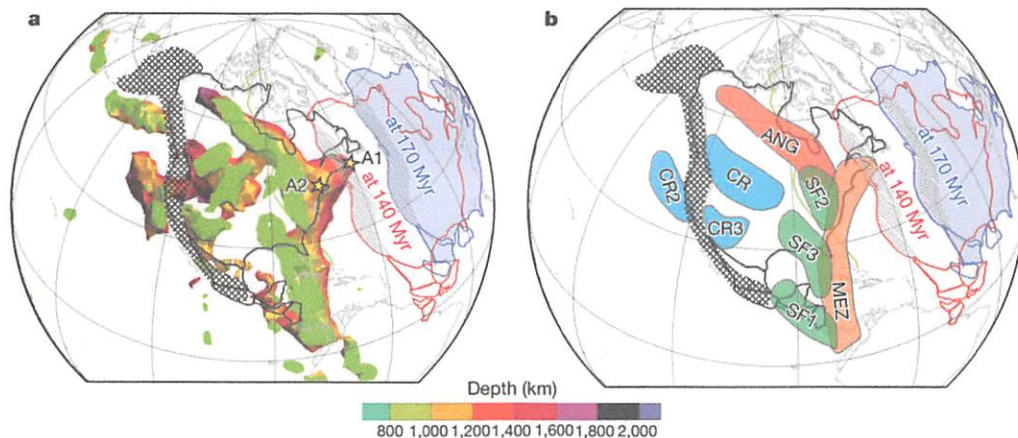 a
b
A1
A2
at 140 Myr
at 170 Myr
ANG
CR
CR2
CR3
SF2
SF3
SF1
MEZ
at 140 Myr
at 170 Myr
Depth (km)
800 1,000 1,200 1,400 1,600 1,800 2,000